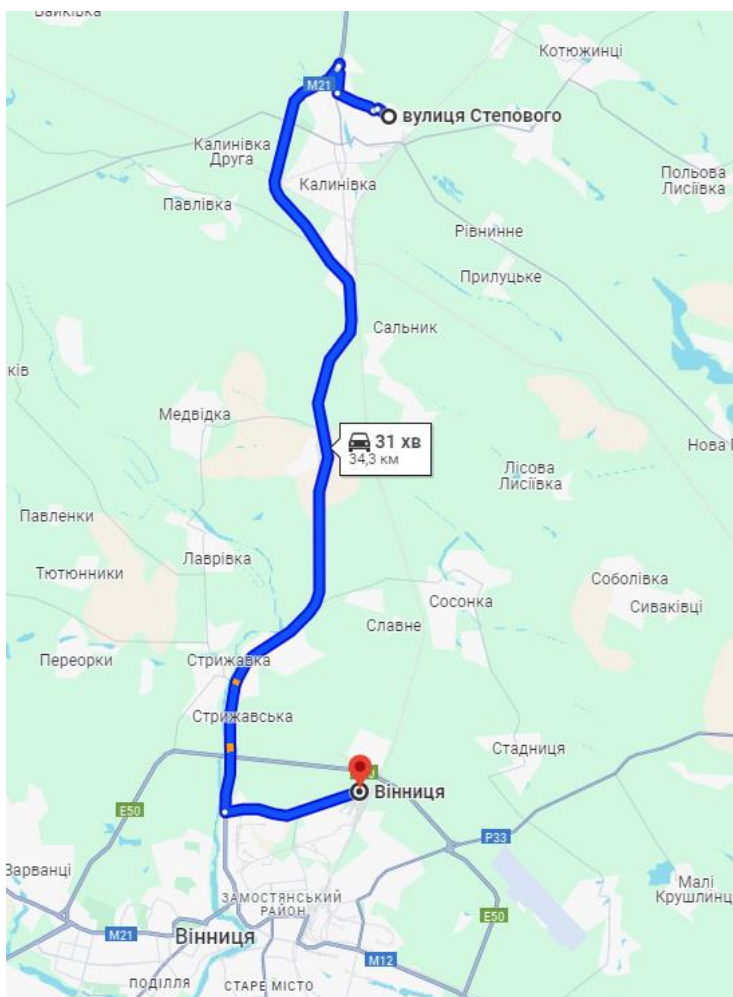 Байківка
Котюжинці
M21
вулиця Степового
Калинівка
Друга
Калинівка
Польова
Лисіївка
Павлівка
Рівнинне
Прилуцьке
Сальник
ків
Медвідка
31 хв
34,3 км
Нова
Лісова
Лисіївка
Павленки
Лаврівка
Тютюнники
Соболівка
Сосонка
Сиваківці
Славне
Переорки
Стрижавка
Стрижавська
Стадниця
Вінниця
E50
P33
Зарванці
Малі
Крушлинці
ЗАМОСТЯНСЬКИЙ
РАЙОН
E50
M21
Вінниця
M12
ПОДІЛЛЯ
СТАРЕ МІСТО